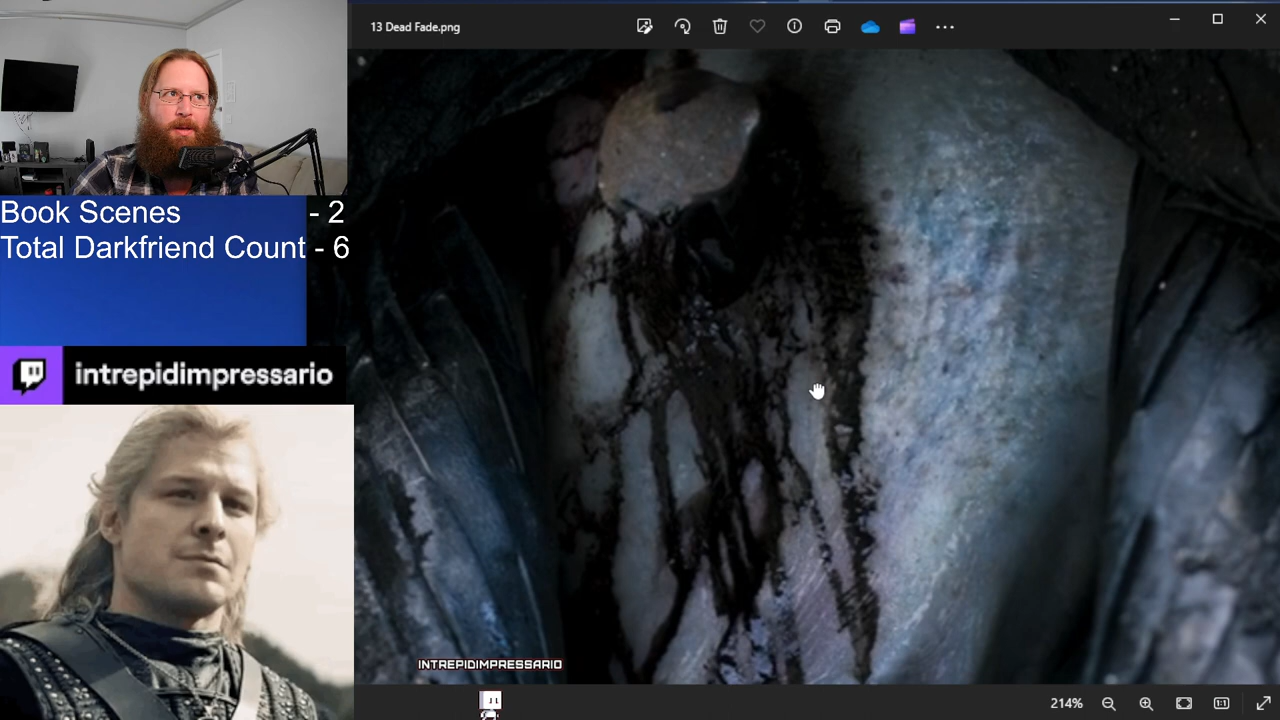 13 Dead Fade.png
Book Scenes - 2
Total Darkfriend Count - 6
intrepidimpressario
INTREPIDIMPRESSARIO
214%